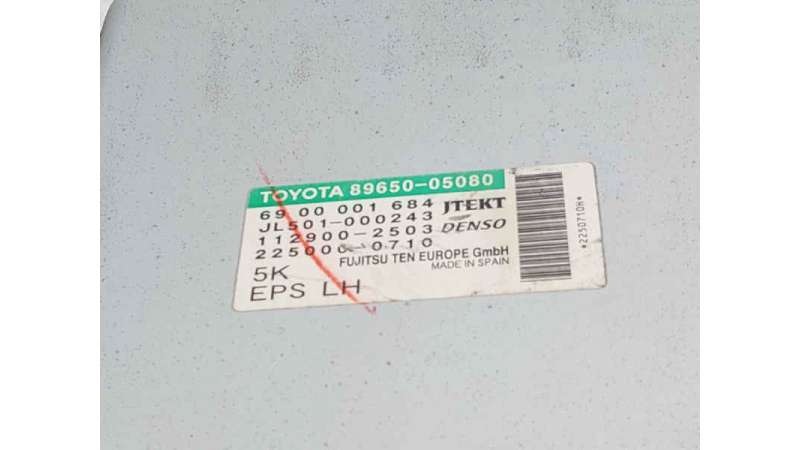 TOYOTA 89650-05080
69 00 001 684 JTEKT
JL501-000243
112900-2503 DENSO
225000-0710
FUJITSU TEN EUROPE GmbH
MADE IN SPAIN
5K
EPS LH
*2250710H*